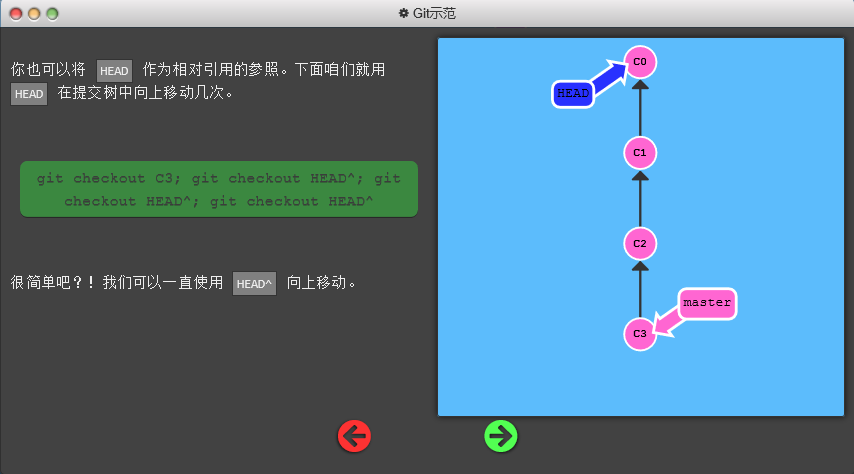 Git示范
你也可以将 HEAD 作为相对引用的参照。下面咱们就用
HEAD 在提交树中向上移动几次。
git checkout C3; git checkout HEAD^; git
checkout HEAD^; git checkout HEAD^
很简单吧？！我们可以一直使用 HEAD^ 向上移动。
C0
HEAD
C1
C2
master
C3